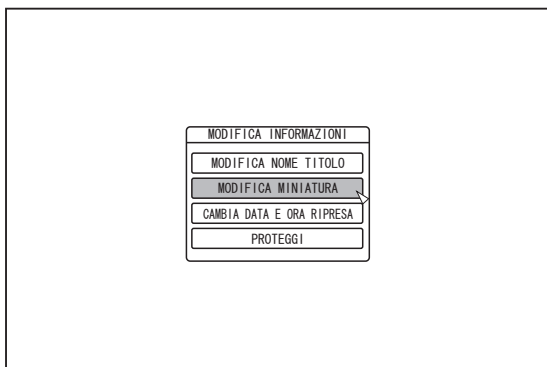 MODIFICA INFORMAZIONI
MODIFICA NOME TITOLO
MODIFICA MINIATURA
CAMBIA DATA E ORA RIPRESA
PROTEGGI